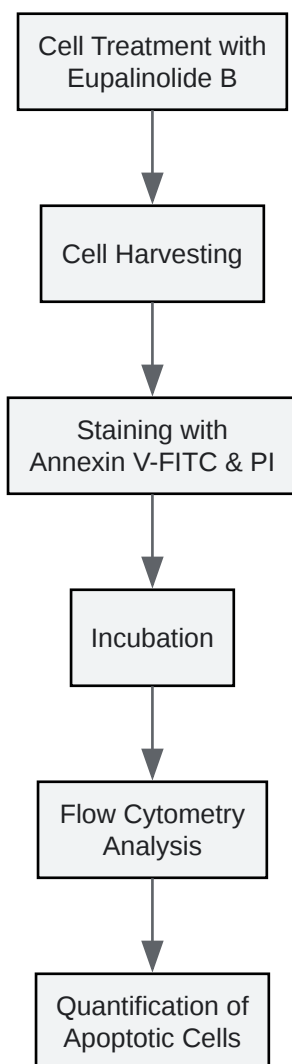 Cell Treatment with
Eupalinolide B
Cell Harvesting
Staining with
Annexin V-FITC & PI
Incubation
Flow Cytometry
Analysis
Quantification of
Apoptotic Cells